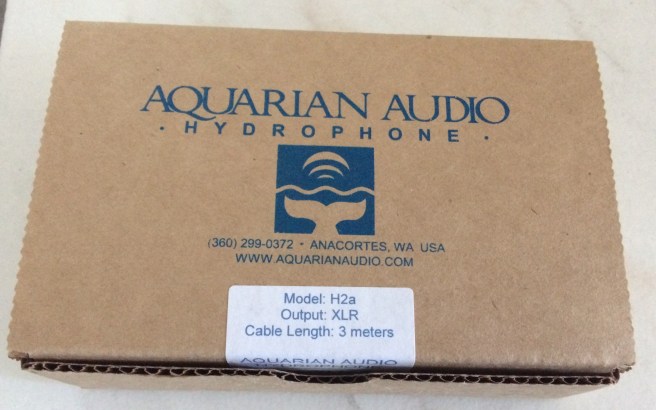 AQUARIAN AUDIO
· HYDROPHONE ·
(360) 299-0372 · ANACORTES, WA USA
WWW.AQUARIANAUDIO.COM
Model: H2a
Output: XLR
Cable Length: 3 meters
AQUARIAN AUDIO
HYDROPHONE